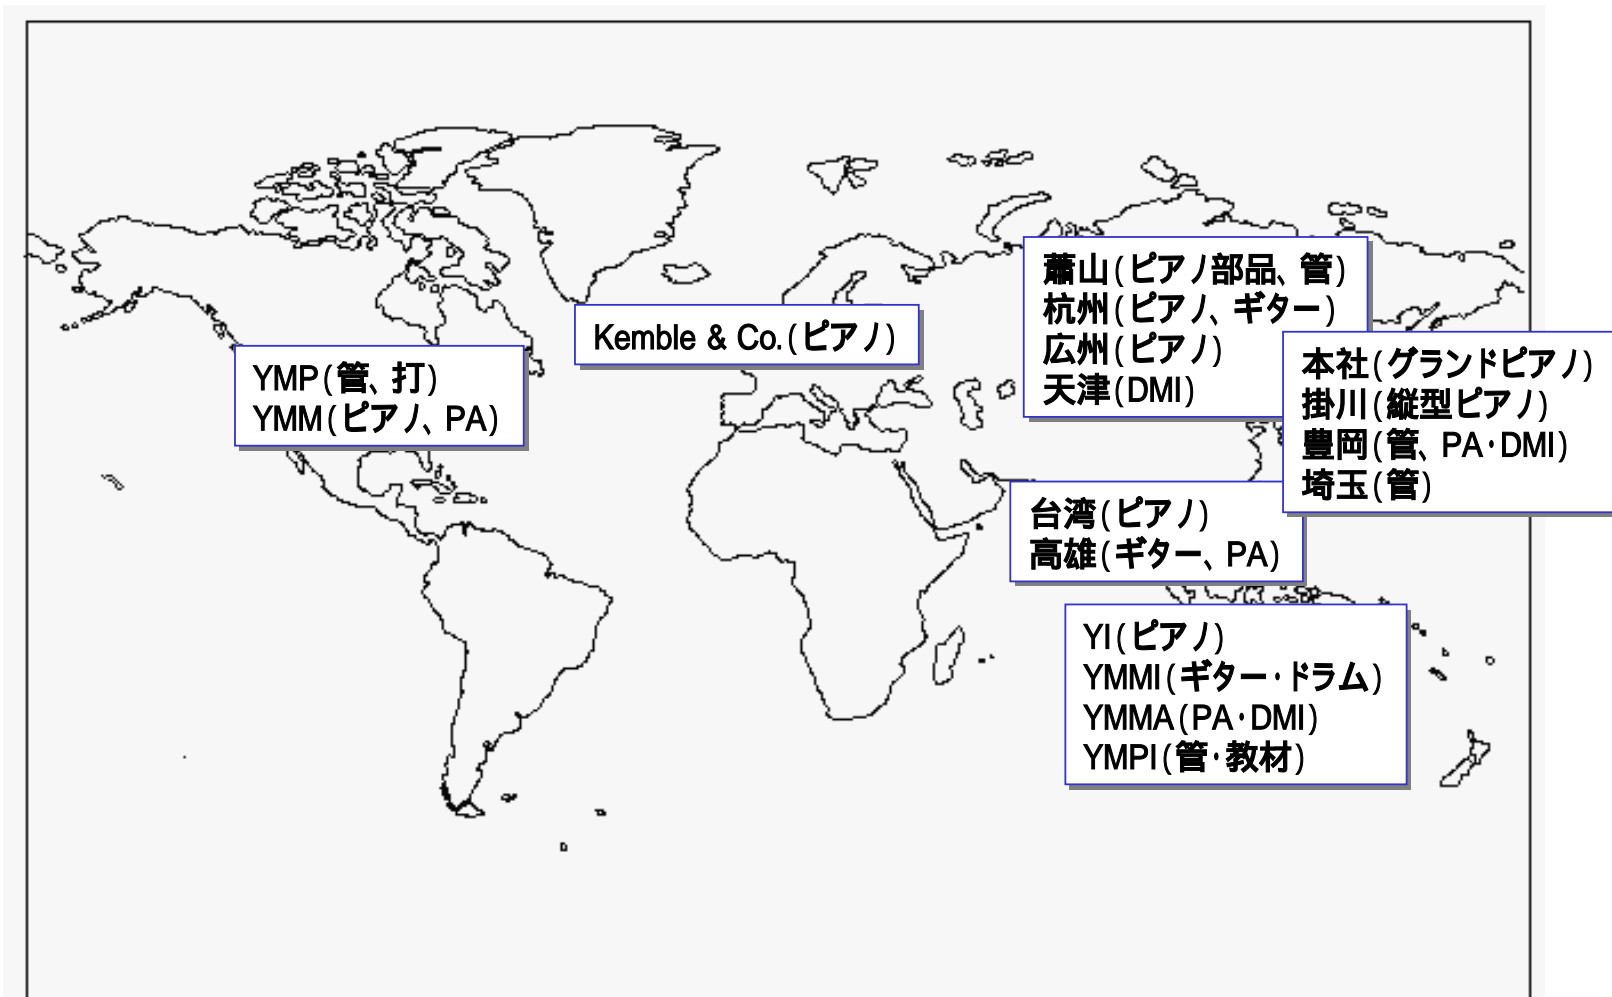 YMP(管、打)
YMM(ピアノ、PA)
Kemble & Co.(ピアノ)
蕭山(ピアノ部品、管)
杭州(ピアノ、ギター)
広州(ピアノ)
天津(DMI)
本社(グランドピアノ)
掛川(縦型ピアノ)
豊岡(管、PA・DMI)
埼玉(管)
台湾(ピアノ)
高雄(ギター、PA)
YI(ピアノ)
YMMI(ギター・ドラム)
YMMA(PA・DMI)
YMPI(管・教材)